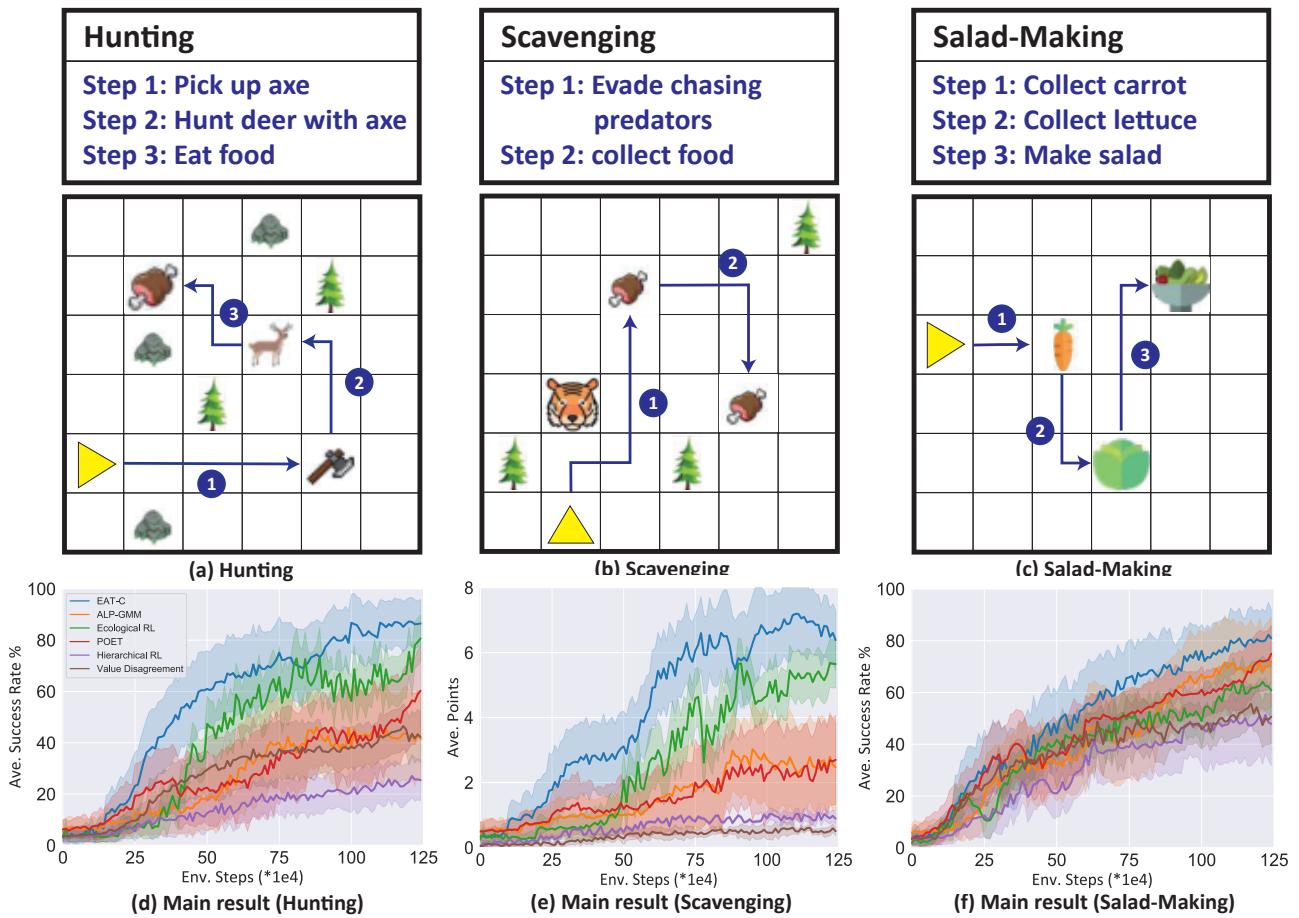 Hunting
Step 1: Pick up axe
Step 2: Hunt deer with axe
Step 3: Eat food
Scavenging
Step 1: Evade chasing
predators
Step 2: collect food
Salad-Making
Step 1: Collect carrot
Step 2: Collect lettuce
Step 3: Make salad
3
2
1
(a) Hunting
2
1
(b) Scavenging
1
3
2
(c) Salad-Making
Ave. Success Rate %
100
80
60
40
20
0
EAT-C
ALP-GMM
Ecological RL
POET
Hierarchical RL
Value Disagreement
0 25 50 75 100 125
Env. Steps (*1e4)
(d) Main result (Hunting)
Ave. Points
8
6
4
2
0
0 25 50 75 100 125
Env. Steps (*1e4)
(e) Main result (Scavenging)
Ave. Success Rate %
100
80
60
40
20
0
0 25 50 75 100 125
Env. Steps (*1e4)
(f) Main result (Salad-Making)